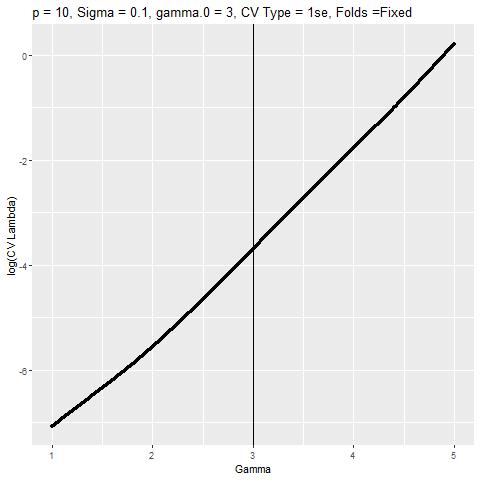 p = 10, Sigma = 0.1, gamma.0 = 3, CV Type = 1se, Folds =Fixed
log(CV Lambda)
0
-2
-4
-6
1 2 3 4 5
Gamma